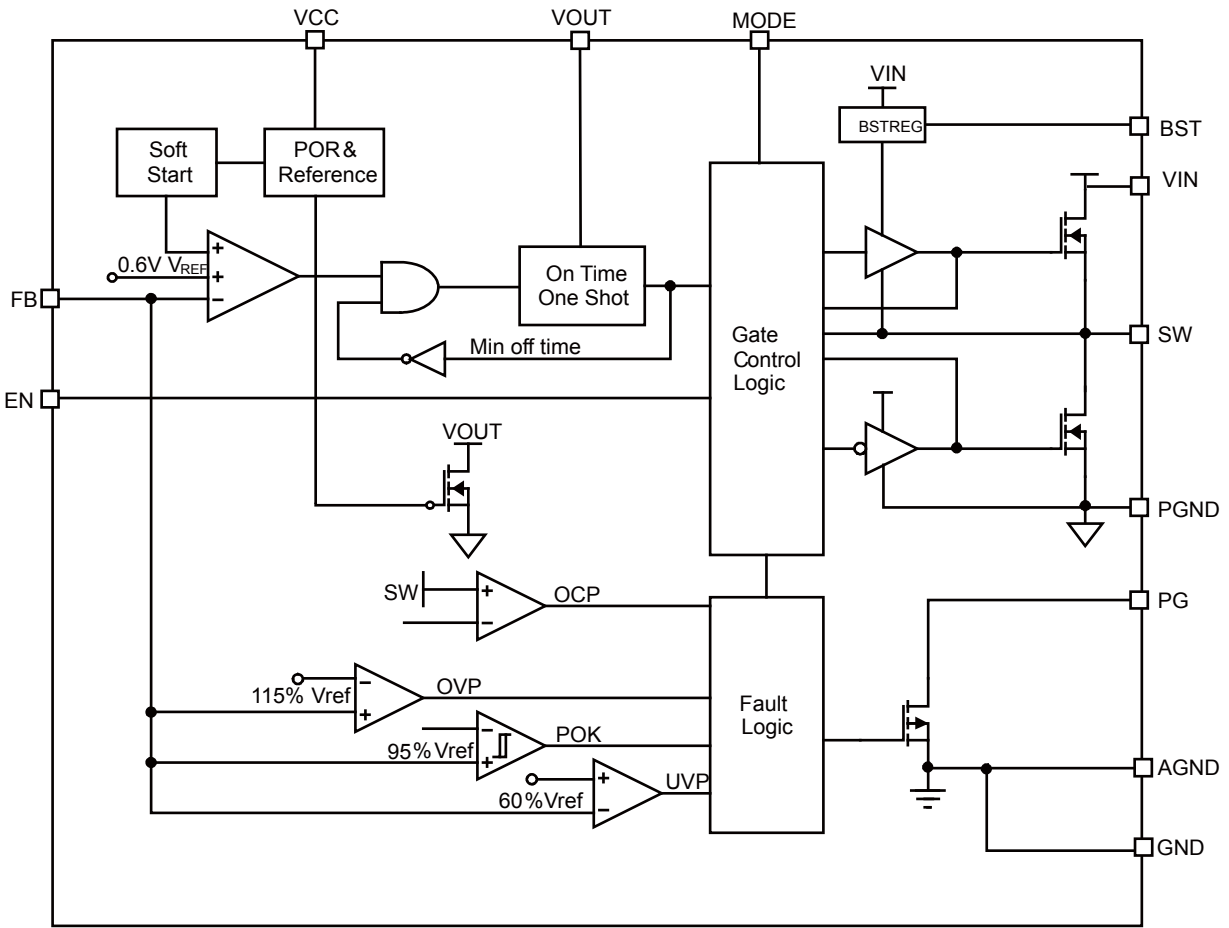 VCC
VOUT
MODE
VIN
BSTREG
BST
Soft
Start
POR &
Reference
VIN
0.6V VREF
+
+
−
On Time
One Shot
FB
Min off time
Gate
Control
Logic
SW
EN
VOUT
PGND
SW
+
−
OCP
PG
115% Vref
−
+
OVP
Fault
Logic
95% Vref
−
+
POK
60%Vref
+
−
UVP
AGND
GND